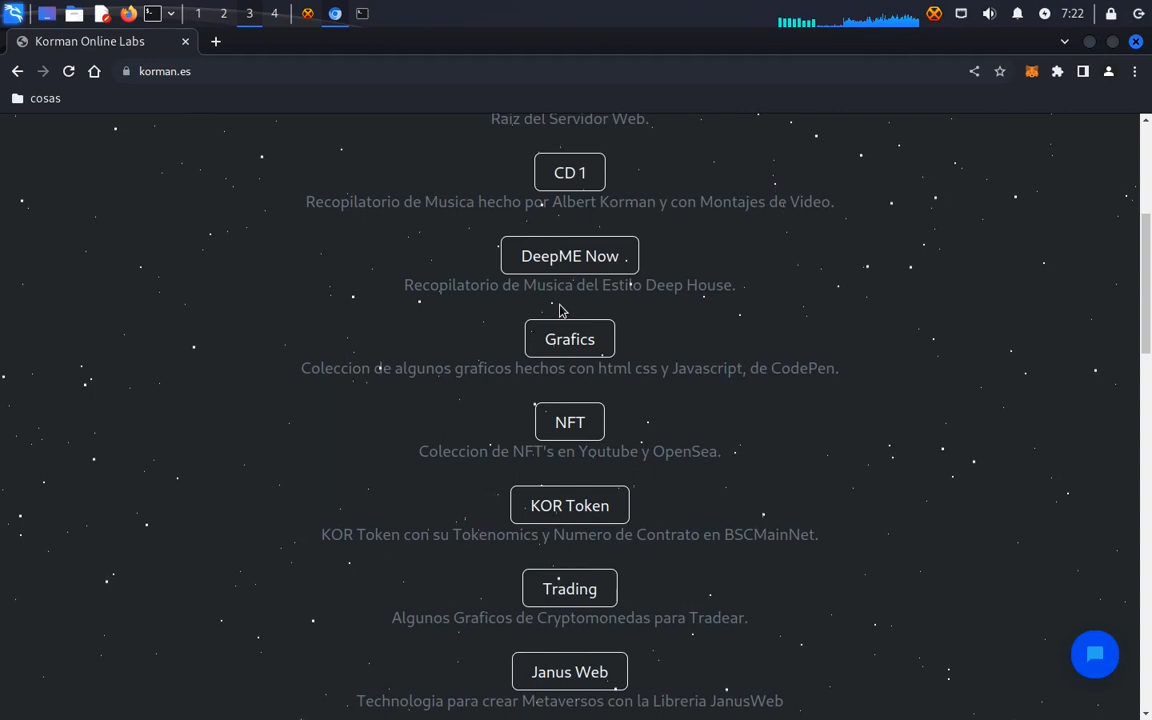 1 2 3 4 7:22
Korman Online Labs
korman.es
cosas
Raiz del Servidor Web.
CD 1
Recopilatorio de Musica hecho por Albert Korman y con Montajes de Video.
DeepME Now
Recopilatorio de Musica del Estilo Deep House.
Grafics
Coleccion de algunos graficos hechos con html css y Javascript, de CodePen.
NFT
Coleccion de NFT's en Youtube y OpenSea.
KOR Token
KOR Token con su Tokenomics y Numero de Contrato en BSCMainNet.
Trading
Algunos Graficos de Cryptomonedas para Tradear.
Janus Web
Technologia para crear Metaversos con la Libreria JanusWeb